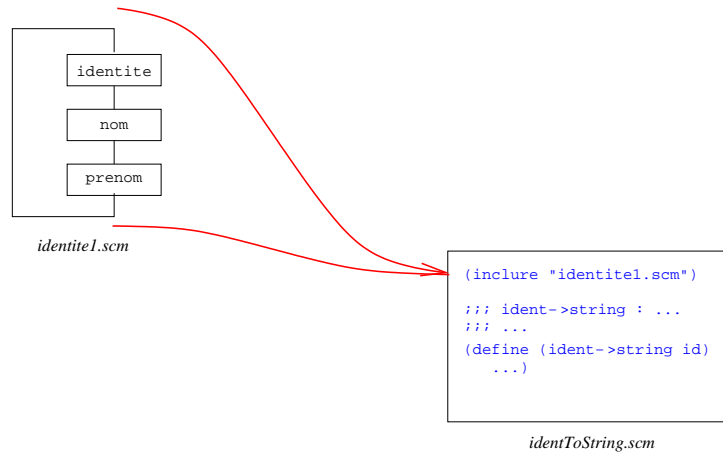 identite
nom
prenom
identite1.scm
(inclure "identite1.scm")
;;; ident->string : ...
;;; ...
(define (ident->string id)
...)
identToString.scm